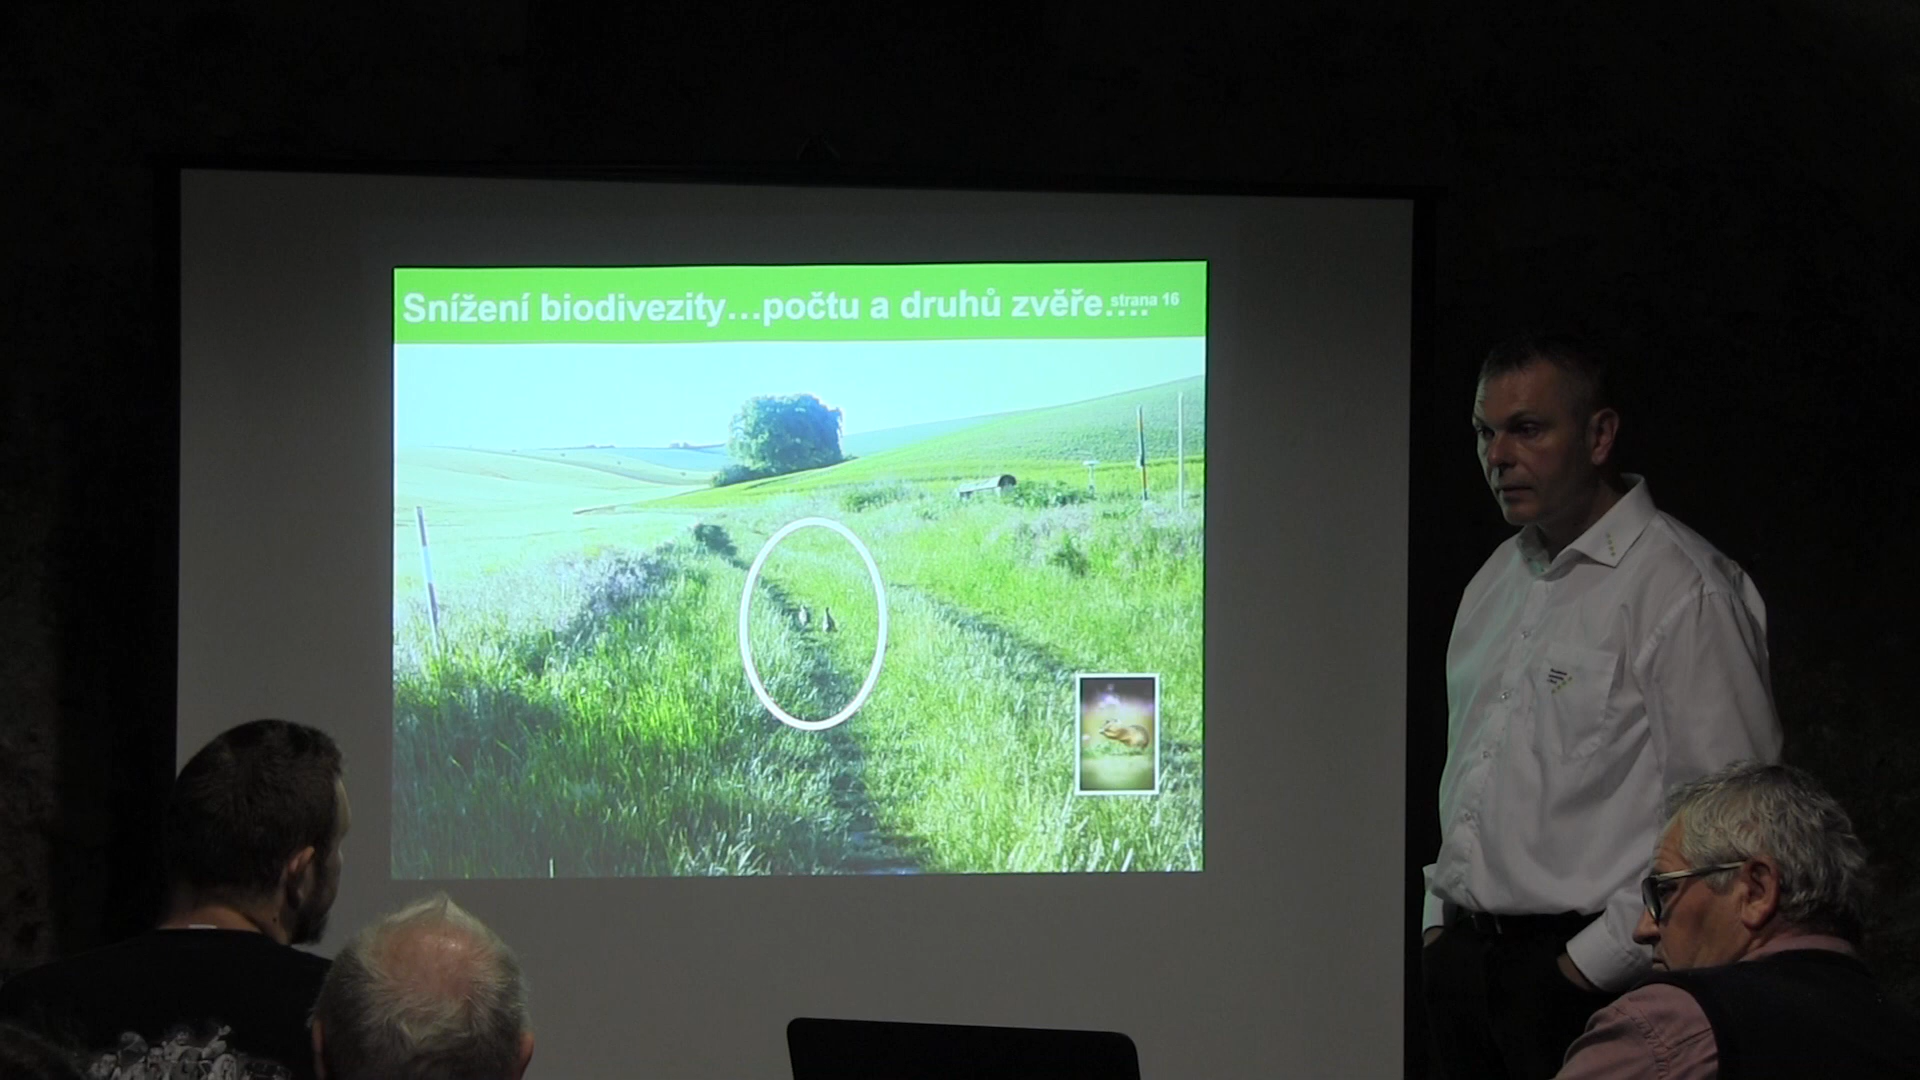 Snížení biodivezity…počtu a druhů zvěře…. strana 16